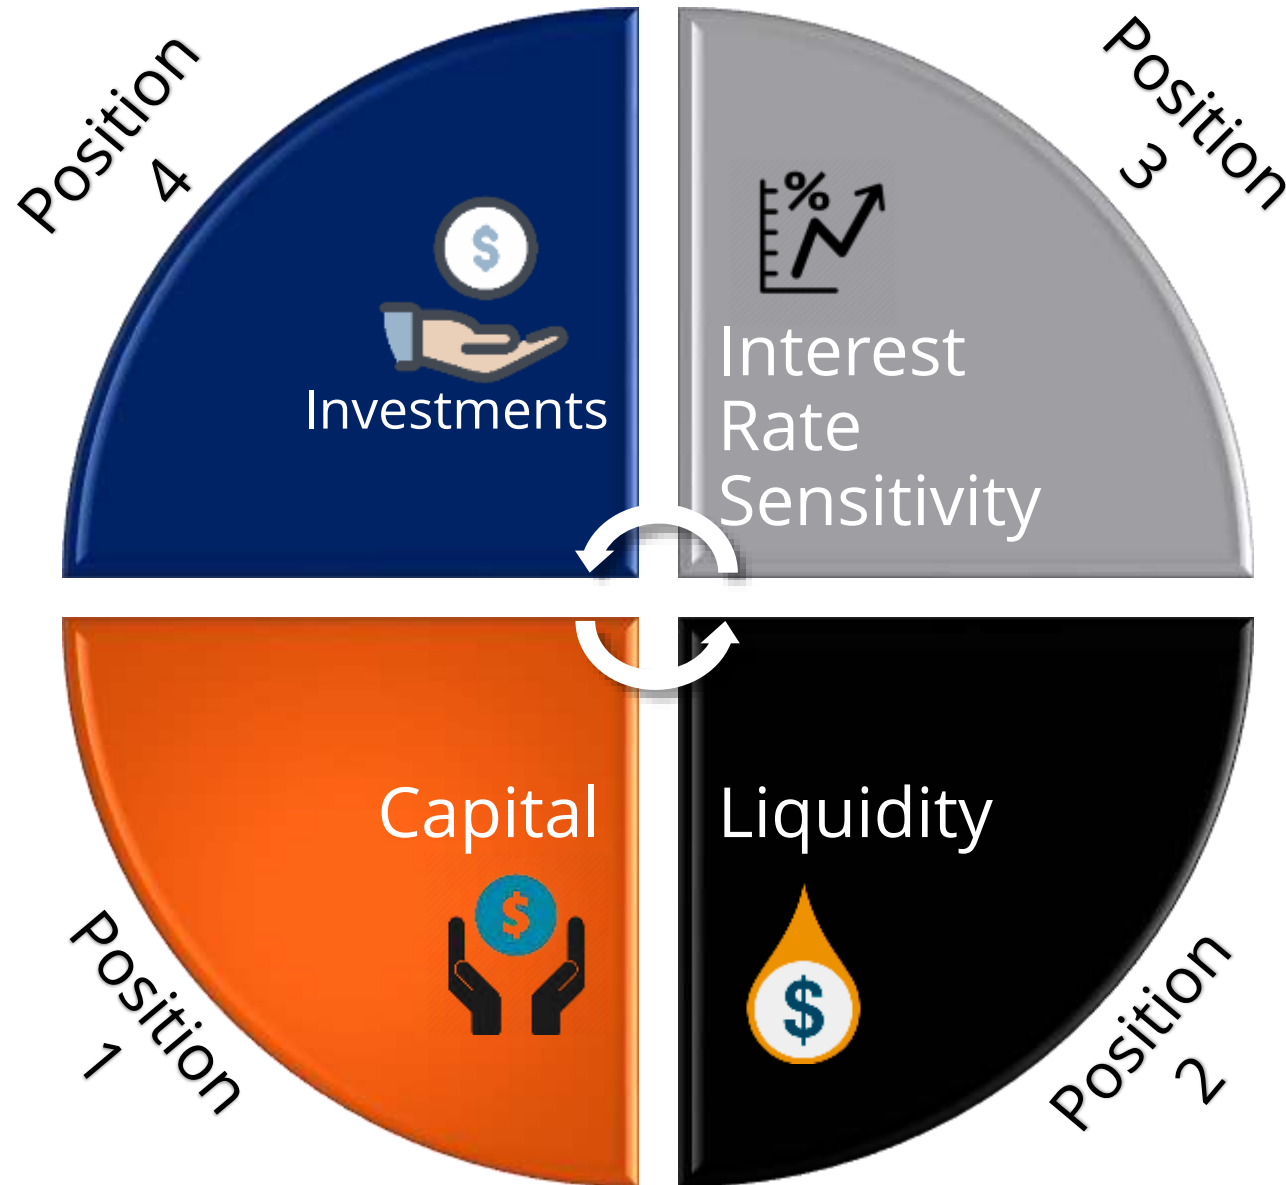 Position
4
Position
3
$
%
Investments
Interest
Rate
Sensitivity
Capital
Liquidity
$
$
Position
1
Position
2